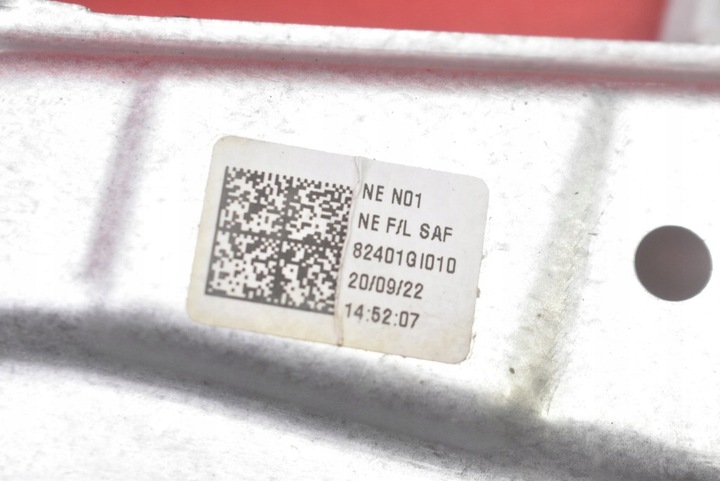 NE N01
NE F/L SAF
82401GI010
20/09/22
14:52:07